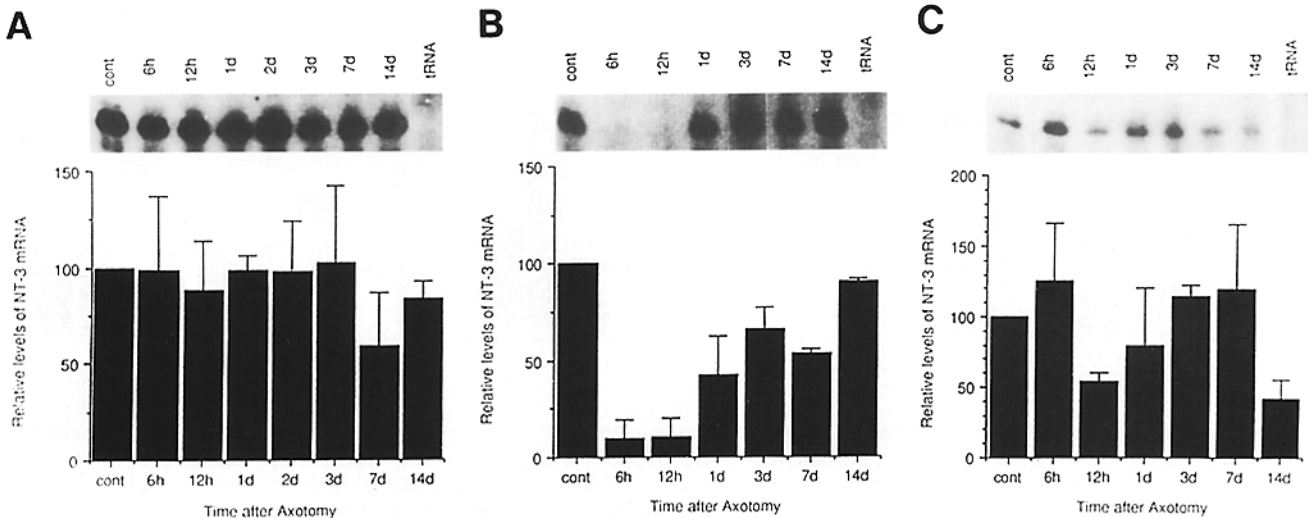 A
cont 6h 12h 1d 2d 3d 7d 14d tRNA
Relative levels of NT-3 mRNA
150
100
50
0
cont 6h 12h 1d 2d 3d 7d 14d
Time after Axotomy
B
cont 6h 12h 1d 3d 7d 14d tRNA
Relative levels of NT-3 mRNA
150
100
50
0
cont 6h 12h 1d 3d 7d 14d
Time after Axotomy
C
cont 6h 12h 1d 3d 7d 14d tRNA
Relative levels of NT-3 mRNA
200
150
100
50
0
cont 6h 12h 1d 3d 7d 14d
Time after Axotomy